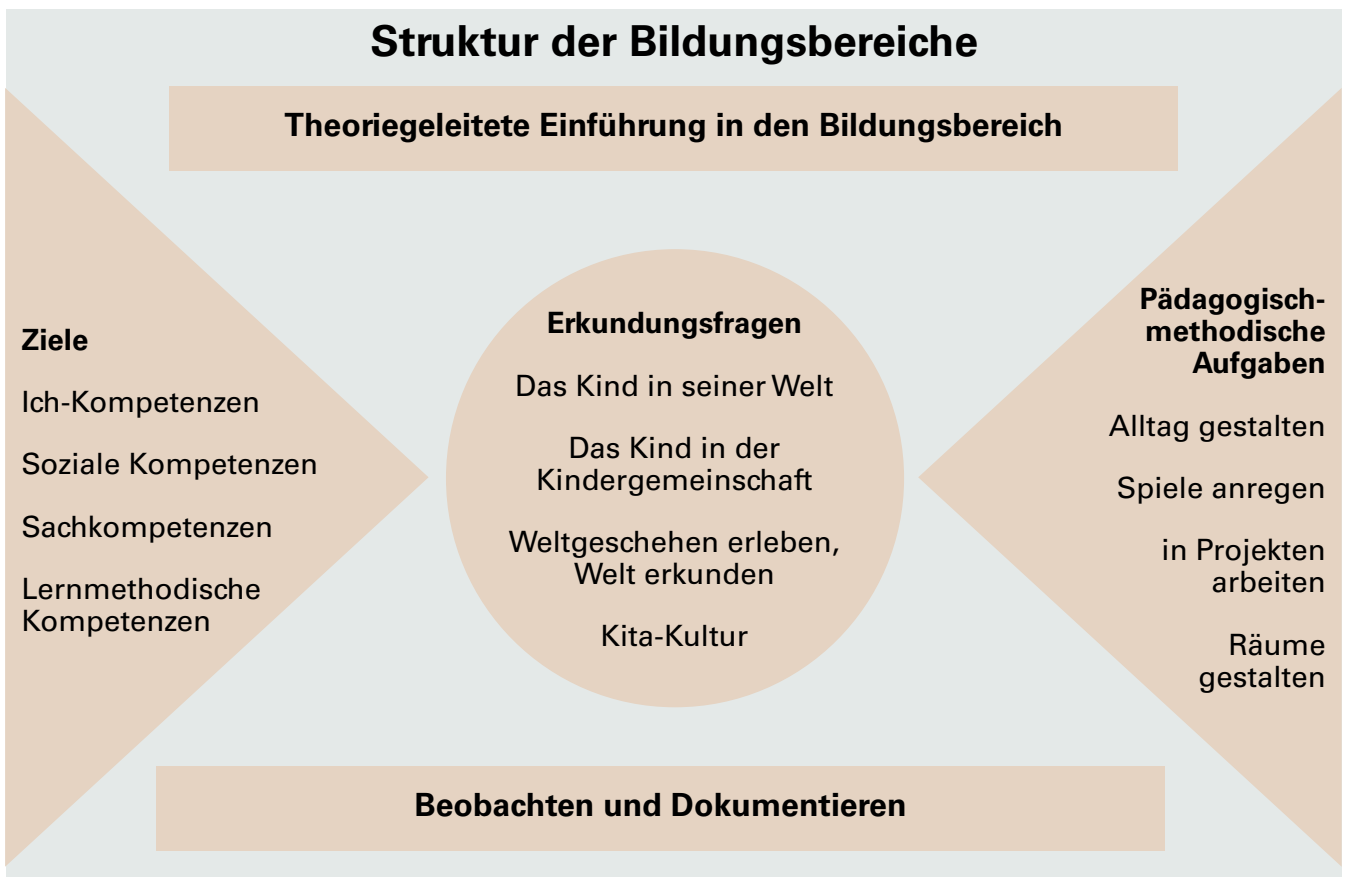 Struktur der Bildungsbereiche
Theoriegeleitete Einführung in den Bildungsbereich
Ziele
Ich-Kompetenzen
Soziale Kompetenzen
Sachkompetenzen
Lernmethodische
Kompetenzen
Erkundungsfragen
Das Kind in seiner Welt
Das Kind in der
Kindergemeinschaft
Weltgeschehen erleben,
Welt erkunden
Kita-Kultur
Pädagogisch-
methodische
Aufgaben
Alltag gestalten
Spiele anregen
in Projekten
arbeiten
Räume
gestalten
Beobachten und Dokumentieren